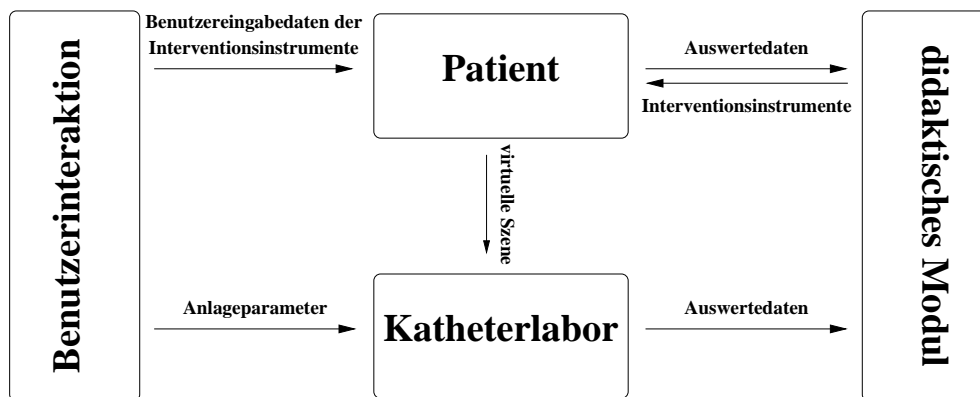 Benutzerinteraktion
Benutzereingabedaten der
Interventionsinstrumente
Patient
Auswertedaten
Interventionsinstrumente
didaktisches Modul
virtuelle Szene
Anlageparameter
Katheterlabor
Auswertedaten